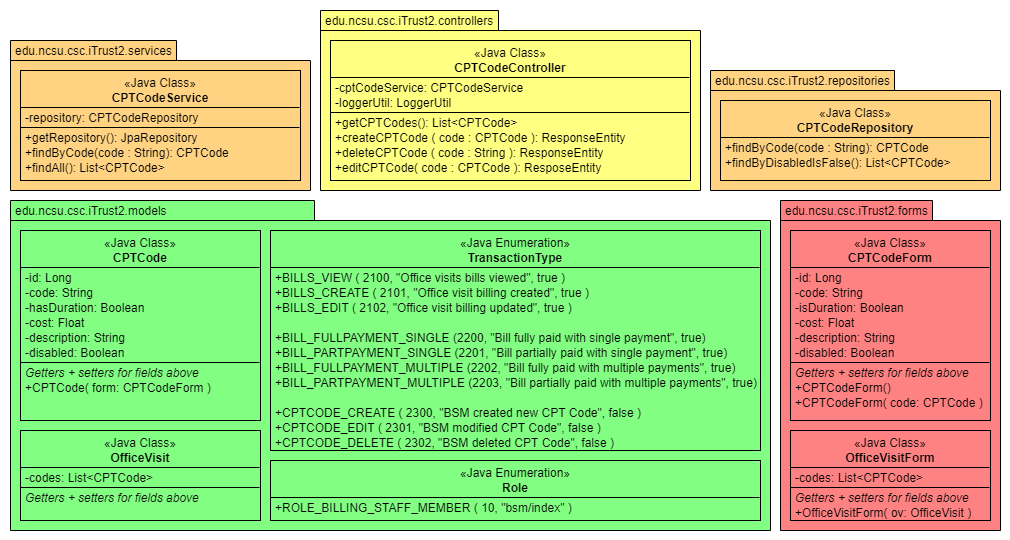 edu.ncsu.csc.iTrust2.services
«Java Class»
CPTCodeService
-repository: CPTCodeRepository
+getRepository(): JpaRepository
+findByCode(code : String): CPTCode
+findAll(): List<CPTCode>
edu.ncsu.csc.iTrust2.controllers
«Java Class»
CPTCodeController
-cptCodeService: CPTCodeService
-loggerUtil: LoggerUtil
+getCPTCodes(): List<CPTCode>
+createCPTCode ( code : CPTCode ): ResponseEntity
+deleteCPTCode ( code : String ): ResponseEntity
+editCPTCode( code : CPTCode ): ResposeEntity
edu.ncsu.csc.iTrust2.repositories
«Java Class»
CPTCodeRepository
+findByCode(code : String): CPTCode
+findByDisabledIsFalse(): List<CPTCode>
edu.ncsu.csc.iTrust2.models
«Java Class»
CPTCode
-id: Long
-code: String
-hasDuration: Boolean
-cost: Float
-description: String
-disabled: Boolean
Getters + setters for fields above
+CPTCode( form: CPTCodeForm )
«Java Class»
OfficeVisit
-codes: List<CPTCode>
Getters + setters for fields above
«Java Enumeration»
TransactionType
+BILLS_VIEW ( 2100, "Office visits bills viewed", true )
+BILLS_CREATE ( 2101, "Office visit billing created", true )
+BILLS_EDIT ( 2102, "Office visit billing updated", true )
+BILL_FULLPAYMENT_SINGLE (2200, "Bill fully paid with single payment", true)
+BILL_PARTPAYMENT_SINGLE (2201, "Bill partially paid with single payment", true)
+BILL_FULLPAYMENT_MULTIPLE (2202, "Bill fully paid with multiple payments", true)
+BILL_PARTPAYMENT_MULTIPLE (2203, "Bill partially paid with multiple payments", true)
+CPTCODE_CREATE ( 2300, "BSM created new CPT Code", false )
+CPTCODE_EDIT ( 2301, "BSM modified CPT Code", false )
+CPTCODE_DELETE ( 2302, "BSM deleted CPT Code", false )
«Java Enumeration»
Role
+ROLE_BILLING_STAFF_MEMBER ( 10, "bsm/index" )
edu.ncsu.csc.iTrust2.forms
«Java Class»
CPTCodeForm
-id: Long
-code: String
-isDuration: Boolean
-cost: Float
-description: String
-disabled: Boolean
Getters + setters for fields above
+CPTCodeForm()
+CPTCodeForm( code: CPTCode )
«Java Class»
OfficeVisitForm
-codes: List<CPTCode>
Getters + setters for fields above
+OfficeVisitForm( ov: OfficeVisit )